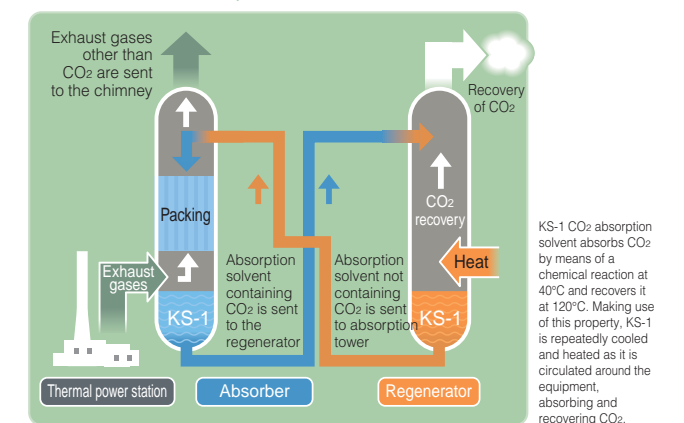 Exhaust gases
other than
CO2 are sent
to the chimney
Recovery
of CO2
Packing
CO2
recovery
Heat
Exhaust
gases
KS-1
Absorption
solvent
containing
CO2 is sent
to the
regenerator
Absorption
solvent not
containing
CO2 is sent
to absorption
tower
KS-1
Thermal power station
Absorber
Regenerator
KS-1 CO2 absorption
solvent absorbs CO2
by means of a
chemical reaction at
40°C and recovers it
at 120°C. Making use
of this property, KS-1
is repeatedly cooled
and heated as it is
circulated around the
equipment,
absorbing and
recovering CO2.